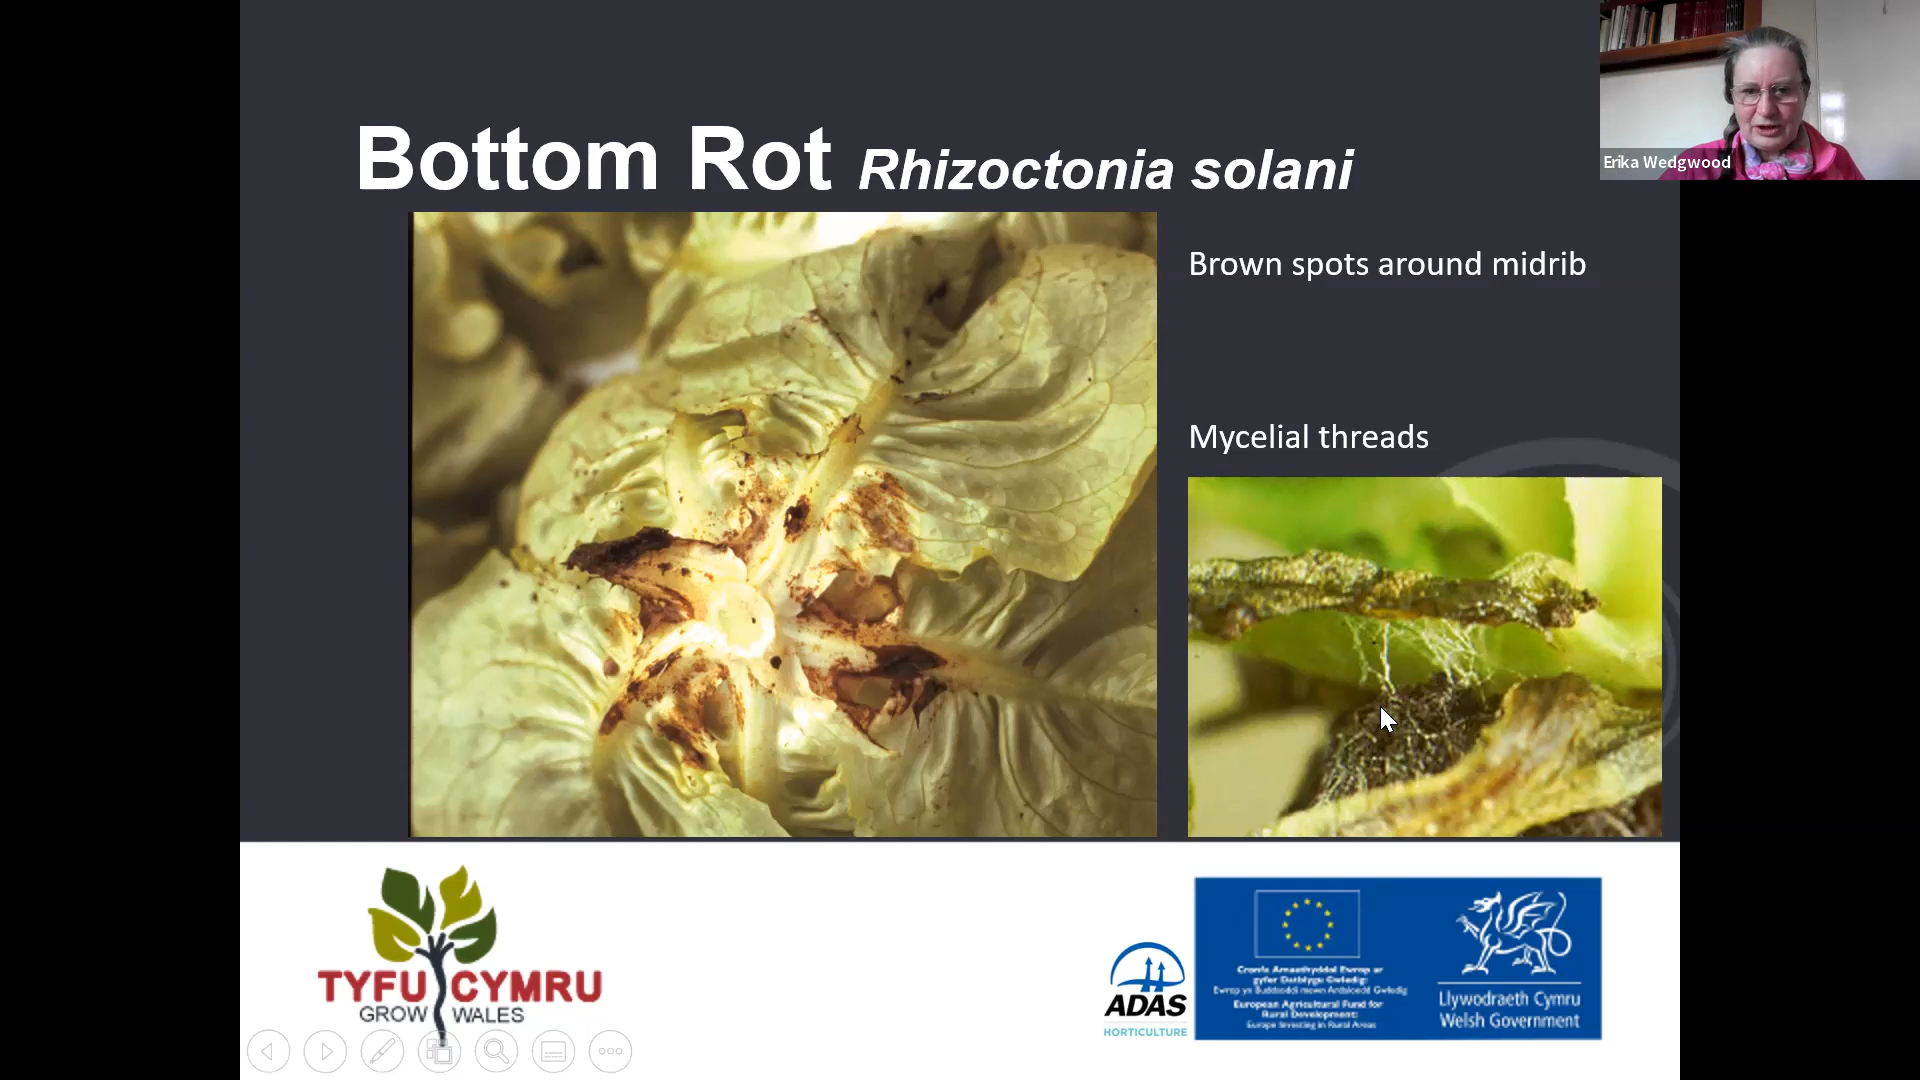 Bottom Rot Rhizoctonia solani
Erika Wedgwood
Brown spots around midrib
Mycelial threads
TYFU CYMRU
GROW WALES
ADAS
HORTICULTURE
Cronfa Amaethyddol Ewrop ar
gyfer Datblygu Gwledig:
Ewrop yn Buddsoddi mewn Ardaloedd Gwledig
European Agricultural Fund for
Rural Development:
Europe Investing in Rural Areas
Llywodraeth Cymru
Welsh Government